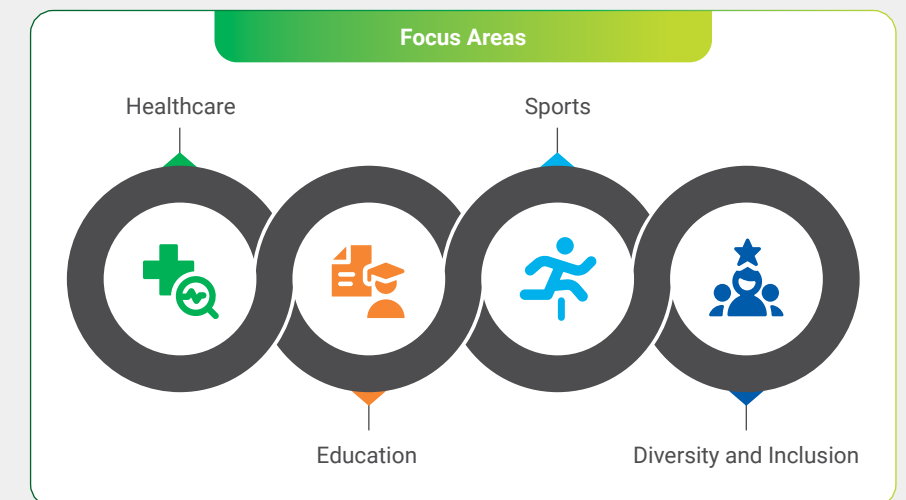 Focus Areas
Healthcare
Sports
Education
Diversity and Inclusion